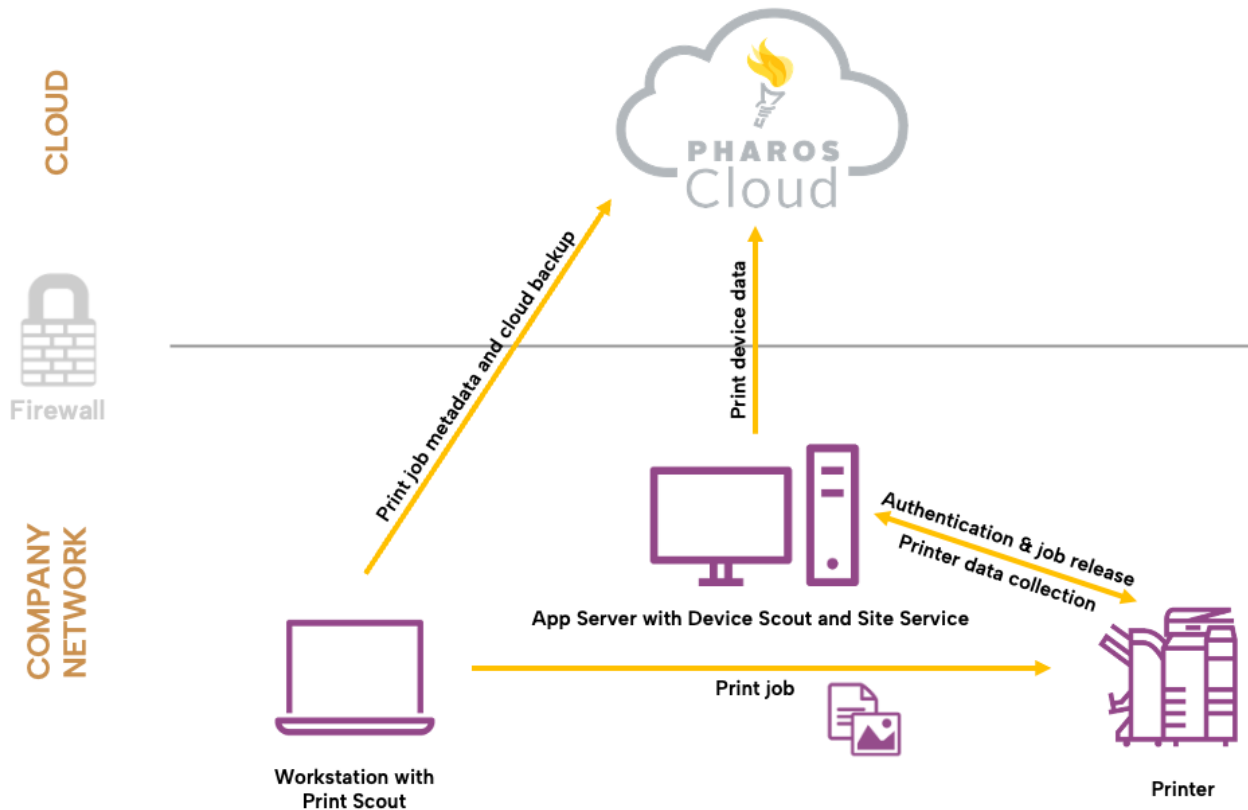 CLOUD
PHAROS
Cloud
Print job metadata and cloud backup
Print device data
Firewall
COMPANY
NETWORK
Authentication & job release
Printer data collection
App Server with Device Scout and Site Service
Print job
Workstation with
Print Scout
Printer